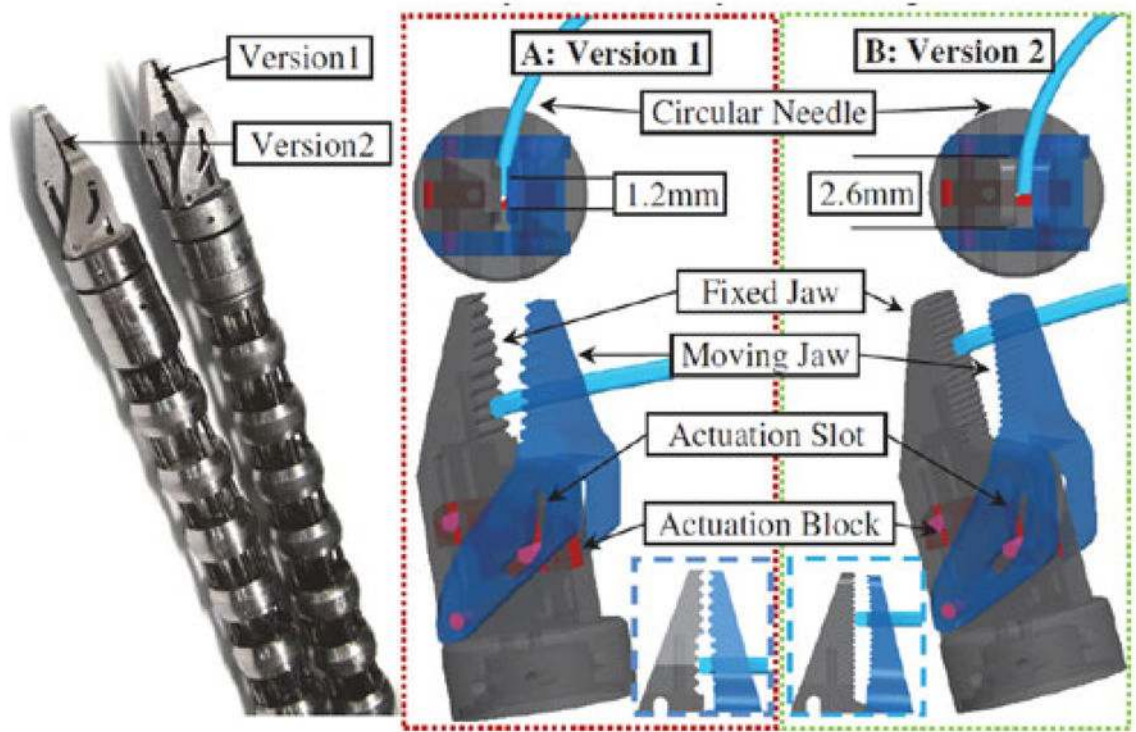 Version1
Version2
A: Version 1
B: Version 2
Circular Needle
1.2mm
2.6mm
Fixed Jaw
Moving Jaw
Actuation Slot
Actuation Block